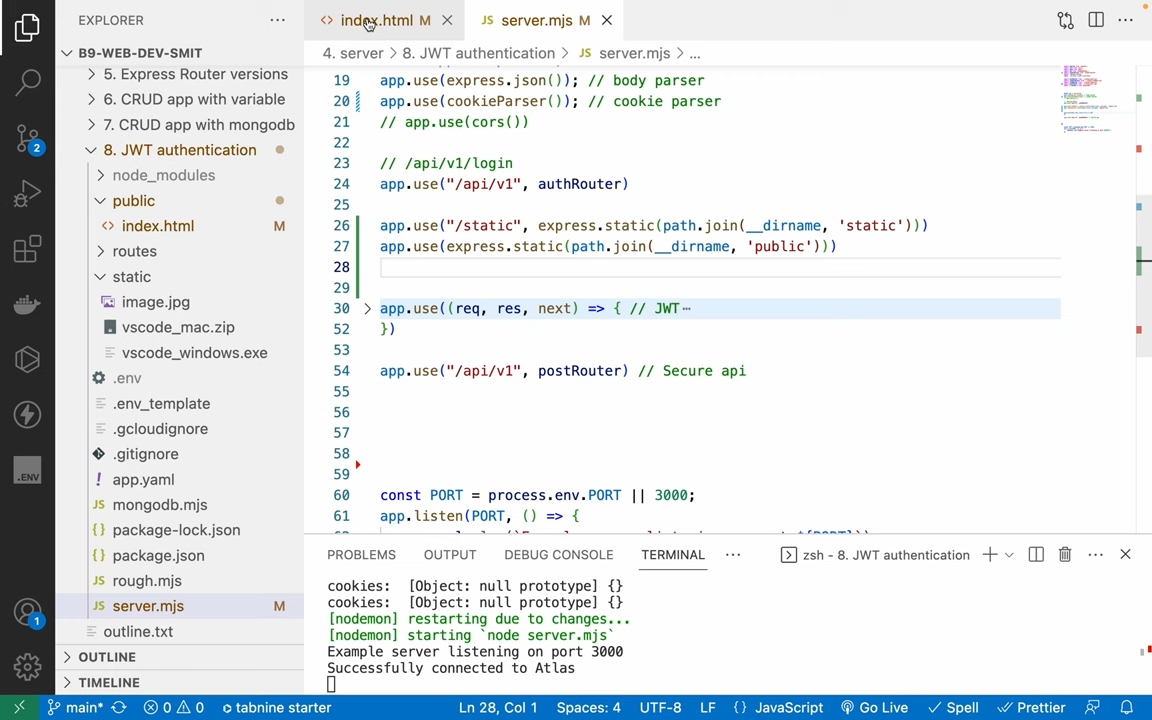 EXPLORER
B9-WEB-DEV-SMIT
5. Express Router versions
6. CRUD app with variable
7. CRUD app with mongodb
8. JWT authentication
node_modules
public
index.html M
routes
static
image.jpg
vscode_mac.zip
vscode_windows.exe
.env
.env_template
.gcloudignore
.gitignore
app.yaml
mongodb.mjs
package-lock.json
package.json
rough.mjs
server.mjs M
outline.txt
OUTLINE
TIMELINE
2
.ENV
1
index.html M
server.mjs M
4. server > 8. JWT authentication > JS server.mjs > ...
19 app.use(express.json()); // body parser
20 app.use(cookieParser()); // cookie parser
21 // app.use(cors())
22
23 // /api/v1/login
24 app.use("/api/v1", authRouter)
25
26 app.use("/static", express.static(path.join(__dirname, 'static')))
27 app.use(express.static(path.join(__dirname, 'public')))
28
29
30 app.use((req, res, next) => { // JWT⋯
52 })
53
54 app.use("/api/v1", postRouter) // Secure api
55
56
57
58
59
60 const PORT = process.env.PORT || 3000;
61 app.listen(PORT, () => {
PROBLEMS OUTPUT DEBUG CONSOLE TERMINAL ⋯ zsh - 8. JWT authentication
cookies: [Object: null prototype] {}
cookies: [Object: null prototype] {}
[nodemon] restarting due to changes...
[nodemon] starting `node server.mjs`
Example server listening on port 3000
Successfully connected to Atlas
main* 0 0 tabnine starter Ln 28, Col 1 Spaces: 4 UTF-8 LF {} JavaScript Go Live Spell Prettier